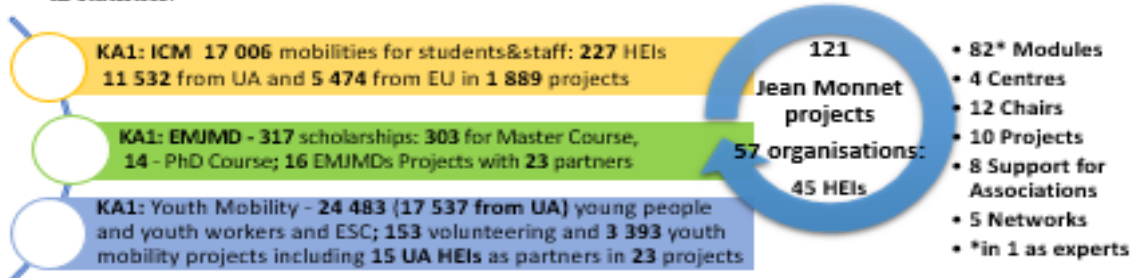 KA1: ICM 17 006 mobilities for students&staff: 227 HEIs
11 532 from UA and 5 474 from EU in 1 889 projects
KA1: EMJMD - 317 scholarships: 303 for Master Course,
14 - PhD Course; 16 EMJMDs Projects with 23 partners
KA1: Youth Mobility - 24 483 (17 537 from UA) young people
and youth workers and ESC; 153 volunteering and 3 393 youth
mobility projects including 15 UA HEIs as partners in 23 projects
121
Jean Monnet
projects
57 organisations:
45 HEIs
• 82* Modules
• 4 Centres
• 12 Chairs
• 10 Projects
• 8 Support for
Associations
• 5 Networks
• *in 1 as experts